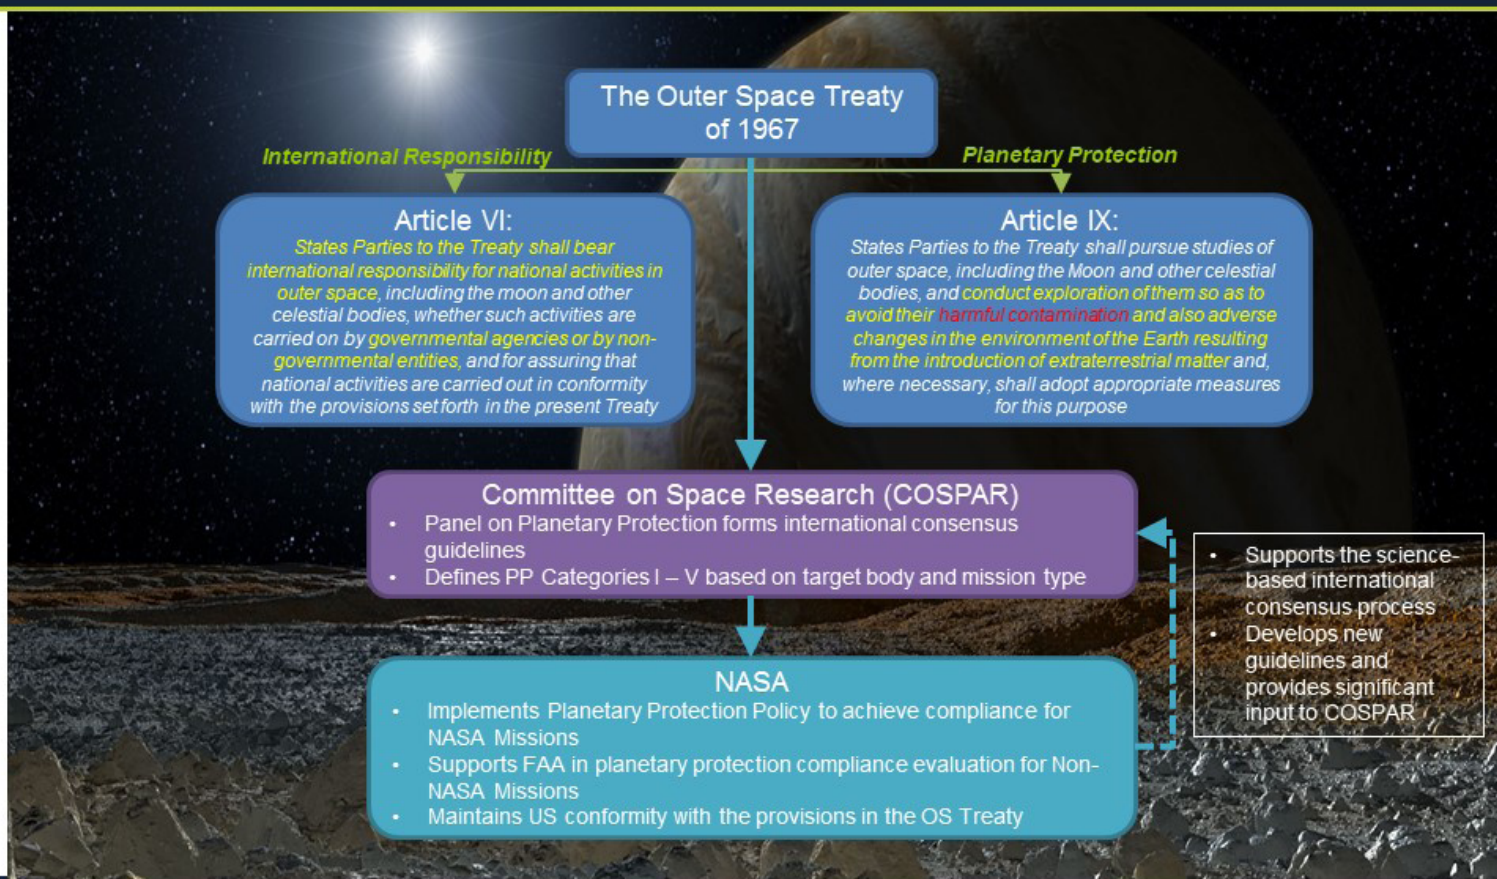 The Outer Space Treaty
of 1967
International Responsibility
Planetary Protection
Article VI:
States Parties to the Treaty shall bear
international responsibility for national activities in
outer space, including the moon and other
celestial bodies, whether such activities are
carried on by governmental agencies or by non-
governmental entities, and for assuring that
national activities are carried out in conformity
with the provisions set forth in the present Treaty
Article IX:
States Parties to the Treaty shall pursue studies of
outer space, including the Moon and other celestial
bodies, and conduct exploration of them so as to
avoid their harmful contamination and also adverse
changes in the environment of the Earth resulting
from the introduction of extraterrestrial matter and,
where necessary, shall adopt appropriate measures
for this purpose
Committee on Space Research (COSPAR)
• Panel on Planetary Protection forms international consensus
guidelines
• Defines PP Categories I – V based on target body and mission type
NASA
• Implements Planetary Protection Policy to achieve compliance for
NASA Missions
• Supports FAA in planetary protection compliance evaluation for Non-
NASA Missions
• Maintains US conformity with the provisions in the OS Treaty
• Supports the science-
based international
consensus process
• Develops new
guidelines and
provides significant
input to COSPAR